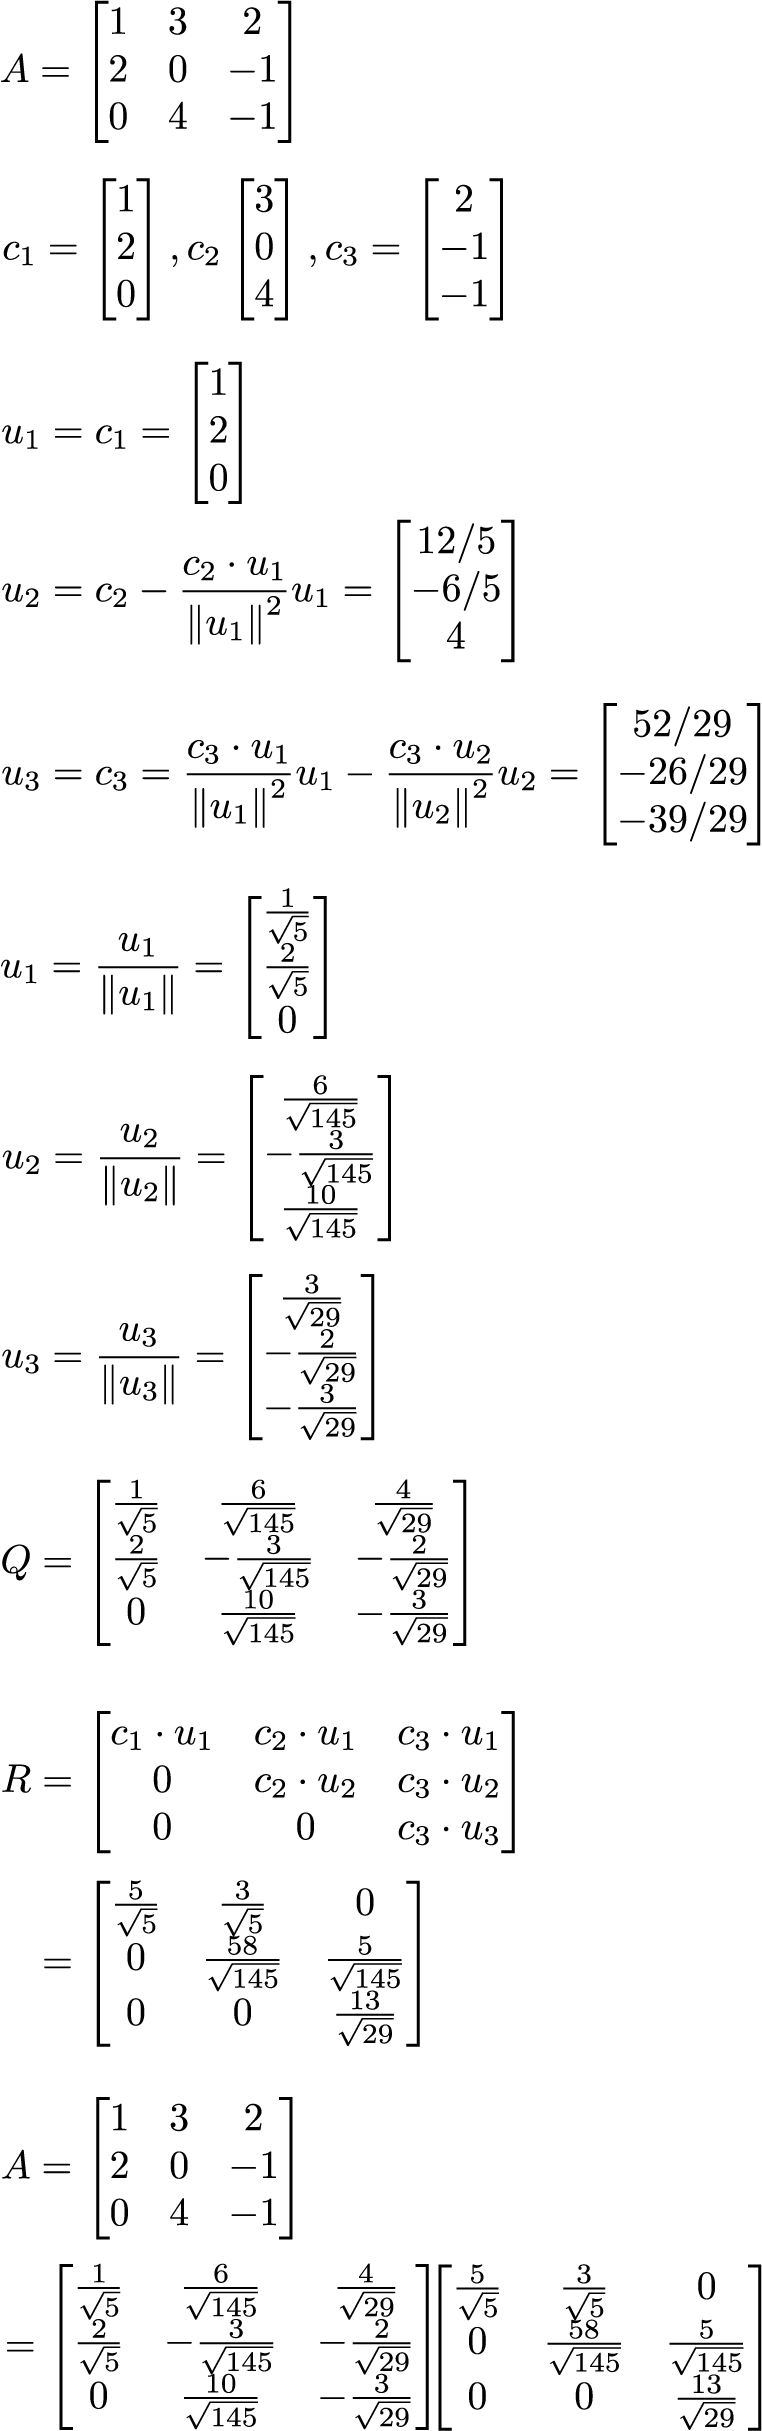 A = \begin{bmatrix} 1 & 3 & 2 \\ 2 & 0 & -1 \\ 0 & 4 & -1 \end{bmatrix}
c_1 = \begin{bmatrix} 1 \\ 2 \\ 0 \end{bmatrix}, c_2 \begin{bmatrix} 3 \\ 0 \\ 4 \end{bmatrix}, c_3 = \begin{bmatrix} 2 \\ -1 \\ -1 \end{bmatrix}
u_1 = c_1 = \begin{bmatrix} 1 \\ 2 \\ 0 \end{bmatrix}
u_2 = c_2 - \frac{c_2 \cdot u_1}{\|u_1\|^2} u_1 = \begin{bmatrix} 12/5 \\ -6/5 \\ 4 \end{bmatrix}
u_3 = c_3 = \frac{c_3 \cdot u_1}{\|u_1\|^2} u_1 - \frac{c_3 \cdot u_2}{\|u_2\|^2} u_2 = \begin{bmatrix} 52/29 \\ -26/29 \\ -39/29 \end{bmatrix}
u_1 = \frac{u_1}{\|u_1\|} = \begin{bmatrix} \frac{1}{\sqrt{5}} \\ \frac{2}{\sqrt{5}} \\ 0 \end{bmatrix}
u_2 = \frac{u_2}{\|u_2\|} = \begin{bmatrix} \frac{6}{\sqrt{145}} \\ -\frac{3}{\sqrt{145}} \\ \frac{10}{\sqrt{145}} \end{bmatrix}
u_3 = \frac{u_3}{\|u_3\|} = \begin{bmatrix} \frac{3}{\sqrt{29}} \\ -\frac{2}{\sqrt{29}} \\ -\frac{3}{\sqrt{29}} \end{bmatrix}
Q = \begin{bmatrix} \frac{1}{\sqrt{5}} & \frac{6}{\sqrt{145}} & \frac{4}{\sqrt{29}} \\ \frac{2}{\sqrt{5}} & -\frac{3}{\sqrt{145}} & -\frac{2}{\sqrt{29}} \\ 0 & \frac{10}{\sqrt{145}} & -\frac{3}{\sqrt{29}} \end{bmatrix}
R = \begin{bmatrix} c_1 \cdot u_1 & c_2 \cdot u_1 & c_3 \cdot u_1 \\ 0 & c_2 \cdot u_2 & c_3 \cdot u_2 \\ 0 & 0 & c_3 \cdot u_3 \end{bmatrix}
= \begin{bmatrix} \frac{5}{\sqrt{5}} & \frac{3}{\sqrt{5}} & 0 \\ 0 & \frac{58}{\sqrt{145}} & \frac{5}{\sqrt{145}} \\ 0 & 0 & \frac{13}{\sqrt{29}} \end{bmatrix}
A = \begin{bmatrix} 1 & 3 & 2 \\ 2 & 0 & -1 \\ 0 & 4 & -1 \end{bmatrix}
= \begin{bmatrix} \frac{1}{\sqrt{5}} & \frac{6}{\sqrt{145}} & \frac{4}{\sqrt{29}} \\ \frac{2}{\sqrt{5}} & -\frac{3}{\sqrt{145}} & -\frac{2}{\sqrt{29}} \\ 0 & \frac{10}{\sqrt{145}} & -\frac{3}{\sqrt{29}} \end{bmatrix} \begin{bmatrix} \frac{5}{\sqrt{5}} & \frac{3}{\sqrt{5}} & 0 \\ 0 & \frac{58}{\sqrt{145}} & \frac{5}{\sqrt{145}} \\ 0 & 0 & \frac{13}{\sqrt{29}} \end{bmatrix}